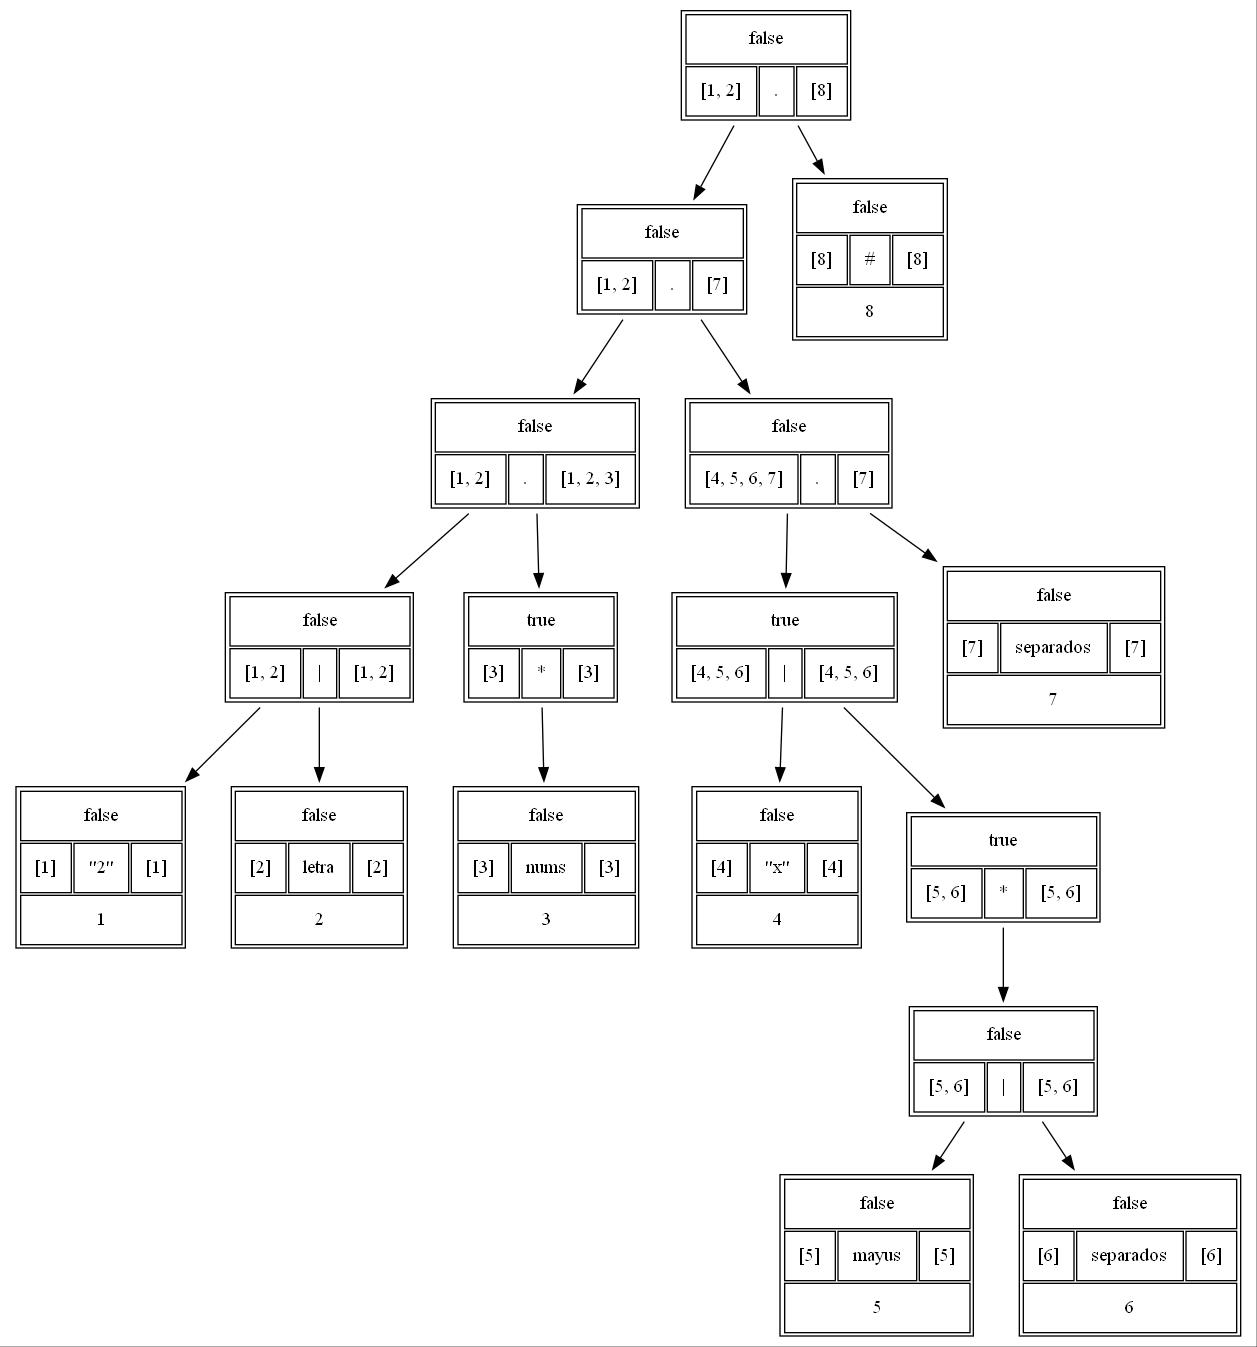 false
[1, 2] . [8]
false
[8] # [8]
8
false
[1, 2] . [7]
false
[1, 2] . [1, 2, 3]
false
[4, 5, 6, 7] . [7]
false
[1, 2] | [1, 2]
true
[3] * [3]
true
[4, 5, 6] | [4, 5, 6]
false
[7] separados [7]
7
false
[1] "2" [1]
1
false
[2] letra [2]
2
false
[3] nums [3]
3
false
[4] "x" [4]
4
true
[5, 6] * [5, 6]
false
[5, 6] | [5, 6]
false
[5] mayus [5]
5
false
[6] separados [6]
6